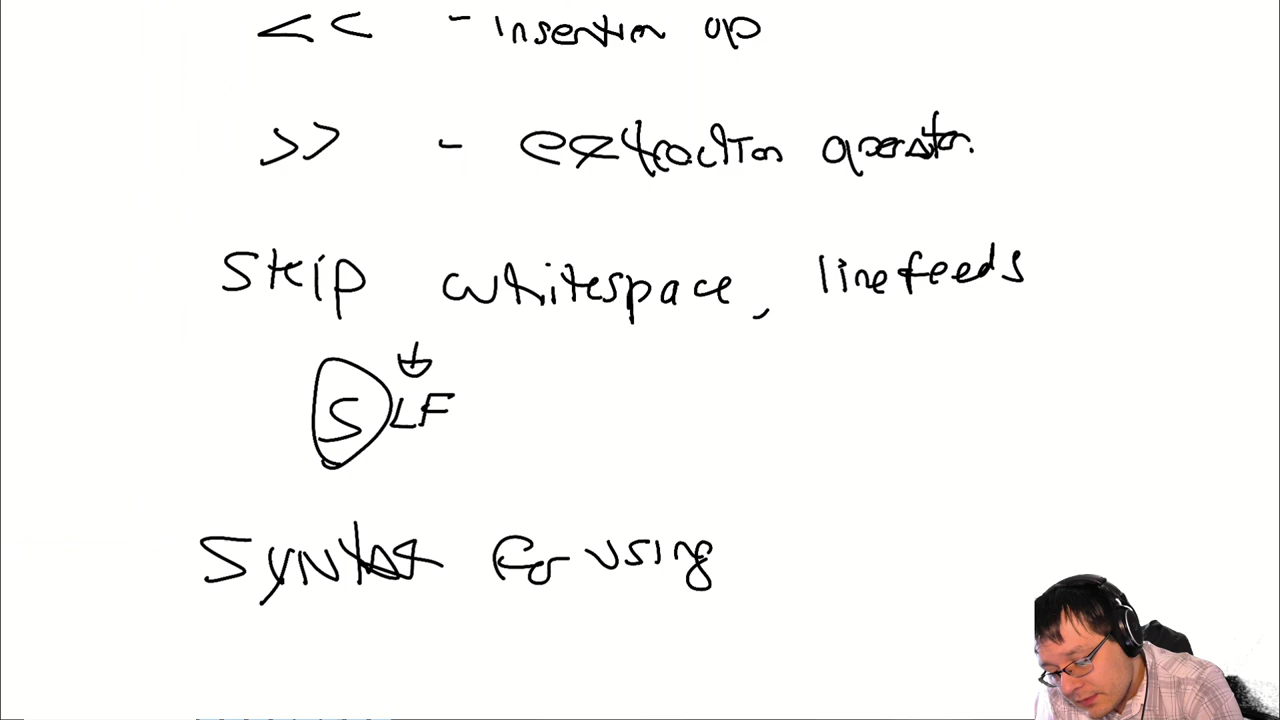 << - insertion op
>> - extraction operator.
Skip whitespace, linefeeds
S LF
Syntax for using